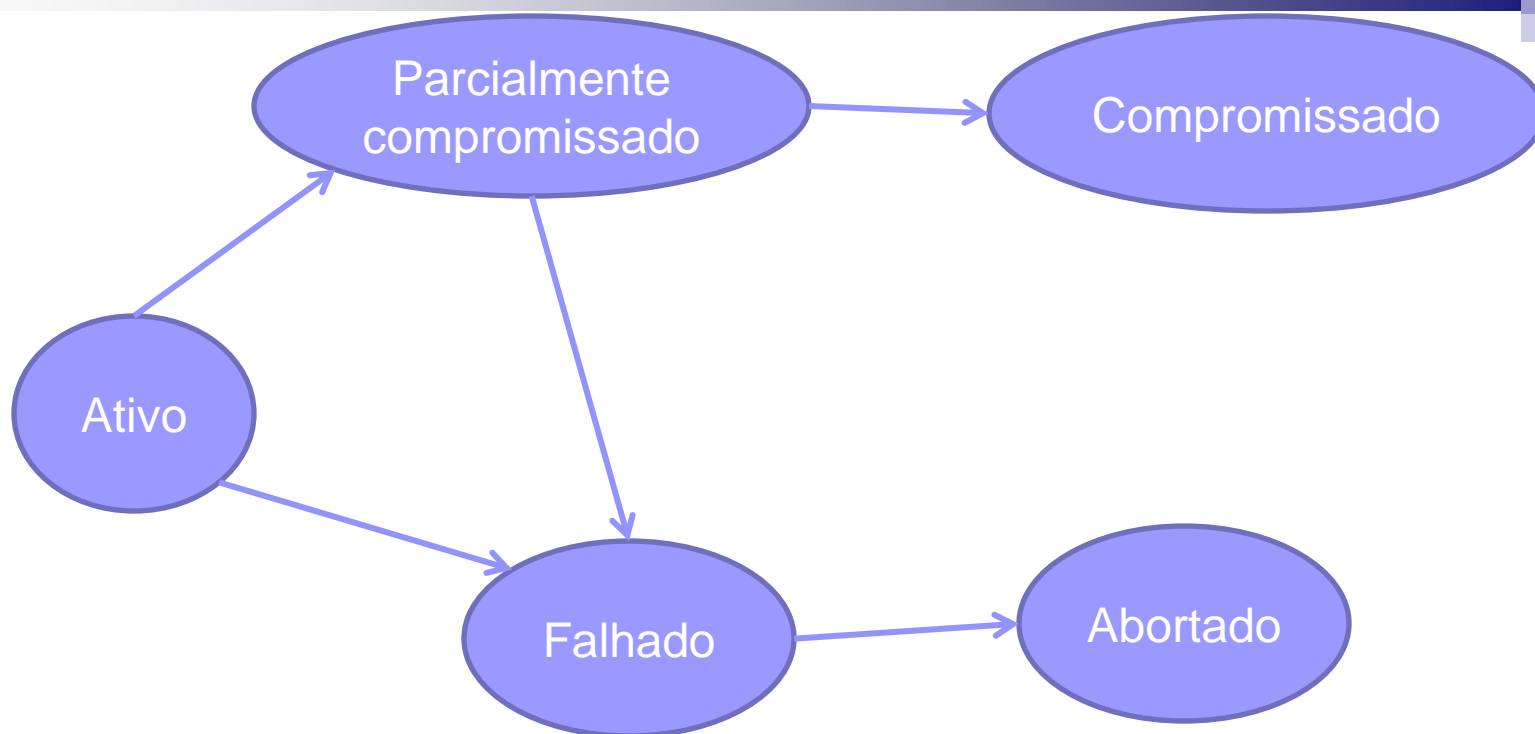 Parcialmente
compromissado
Compromissado
Ativo
Falhado
Abortado